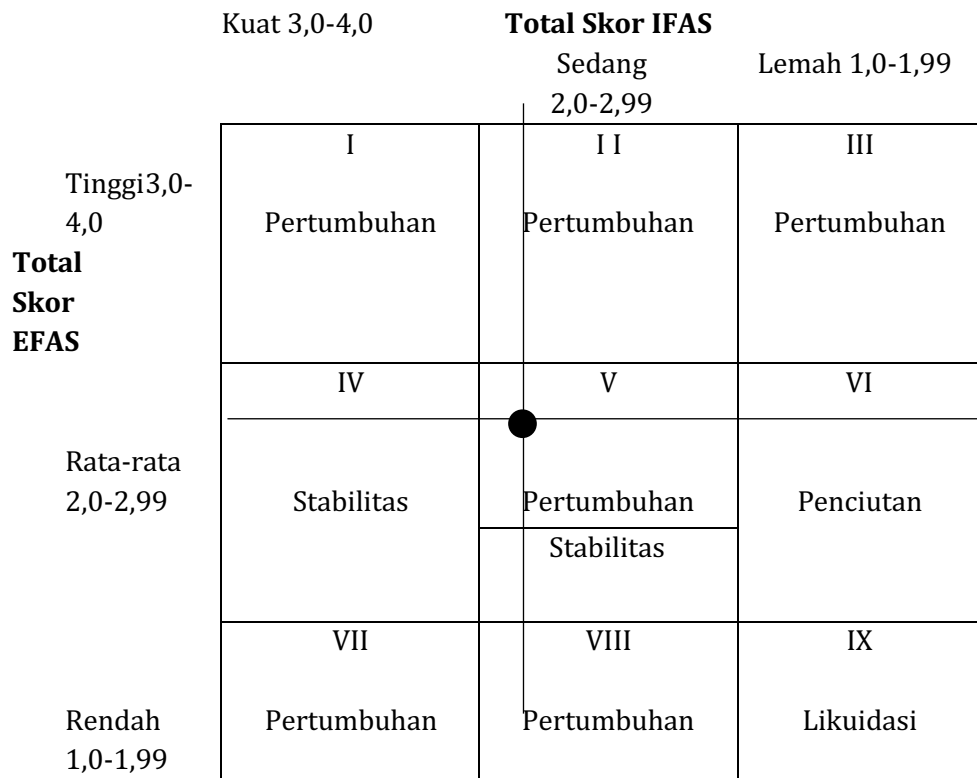 Kuat 3,0-4,0 Total Skor IFAS
Sedang Lemah 1,0-1,99
2,0-2,99
I I I III
Tinggi3,0-
4,0 Pertumbuhan Pertumbuhan Pertumbuhan
Total
Skor
EFAS
IV V VI
Rata-rata
2,0-2,99 Stabilitas Pertumbuhan Penciutan
Stabilitas
VII VIII IX
Rendah Pertumbuhan Pertumbuhan Likuidasi
1,0-1,99